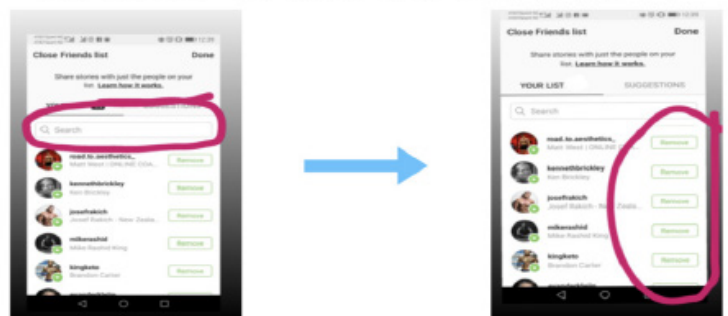 Close Friends list Done
Share stories with just the people on your
list. Learn how it works.
Search
road.to.aesthetics_ Remove
Matt West | ONLINE COA...
kennethbrickley Remove
Ken Brickley
josefrakich Remove
Josef Rakich - New Zeala...
mikerashid Remove
Mike Rashid King
kingketo Remove
Brandon Carter
Close Friends list Done
Share stories with just the people on your
list. Learn how it works.
YOUR LIST SUGGESTIONS
Search
road.to.aesthetics_ Remove
Matt West | ONLINE COA...
kennethbrickley Remove
Ken Brickley
josefrakich Remove
Josef Rakich - New Zeala...
mikerashid Remove
Mike Rashid King
kingketo Remove
Brandon Carter